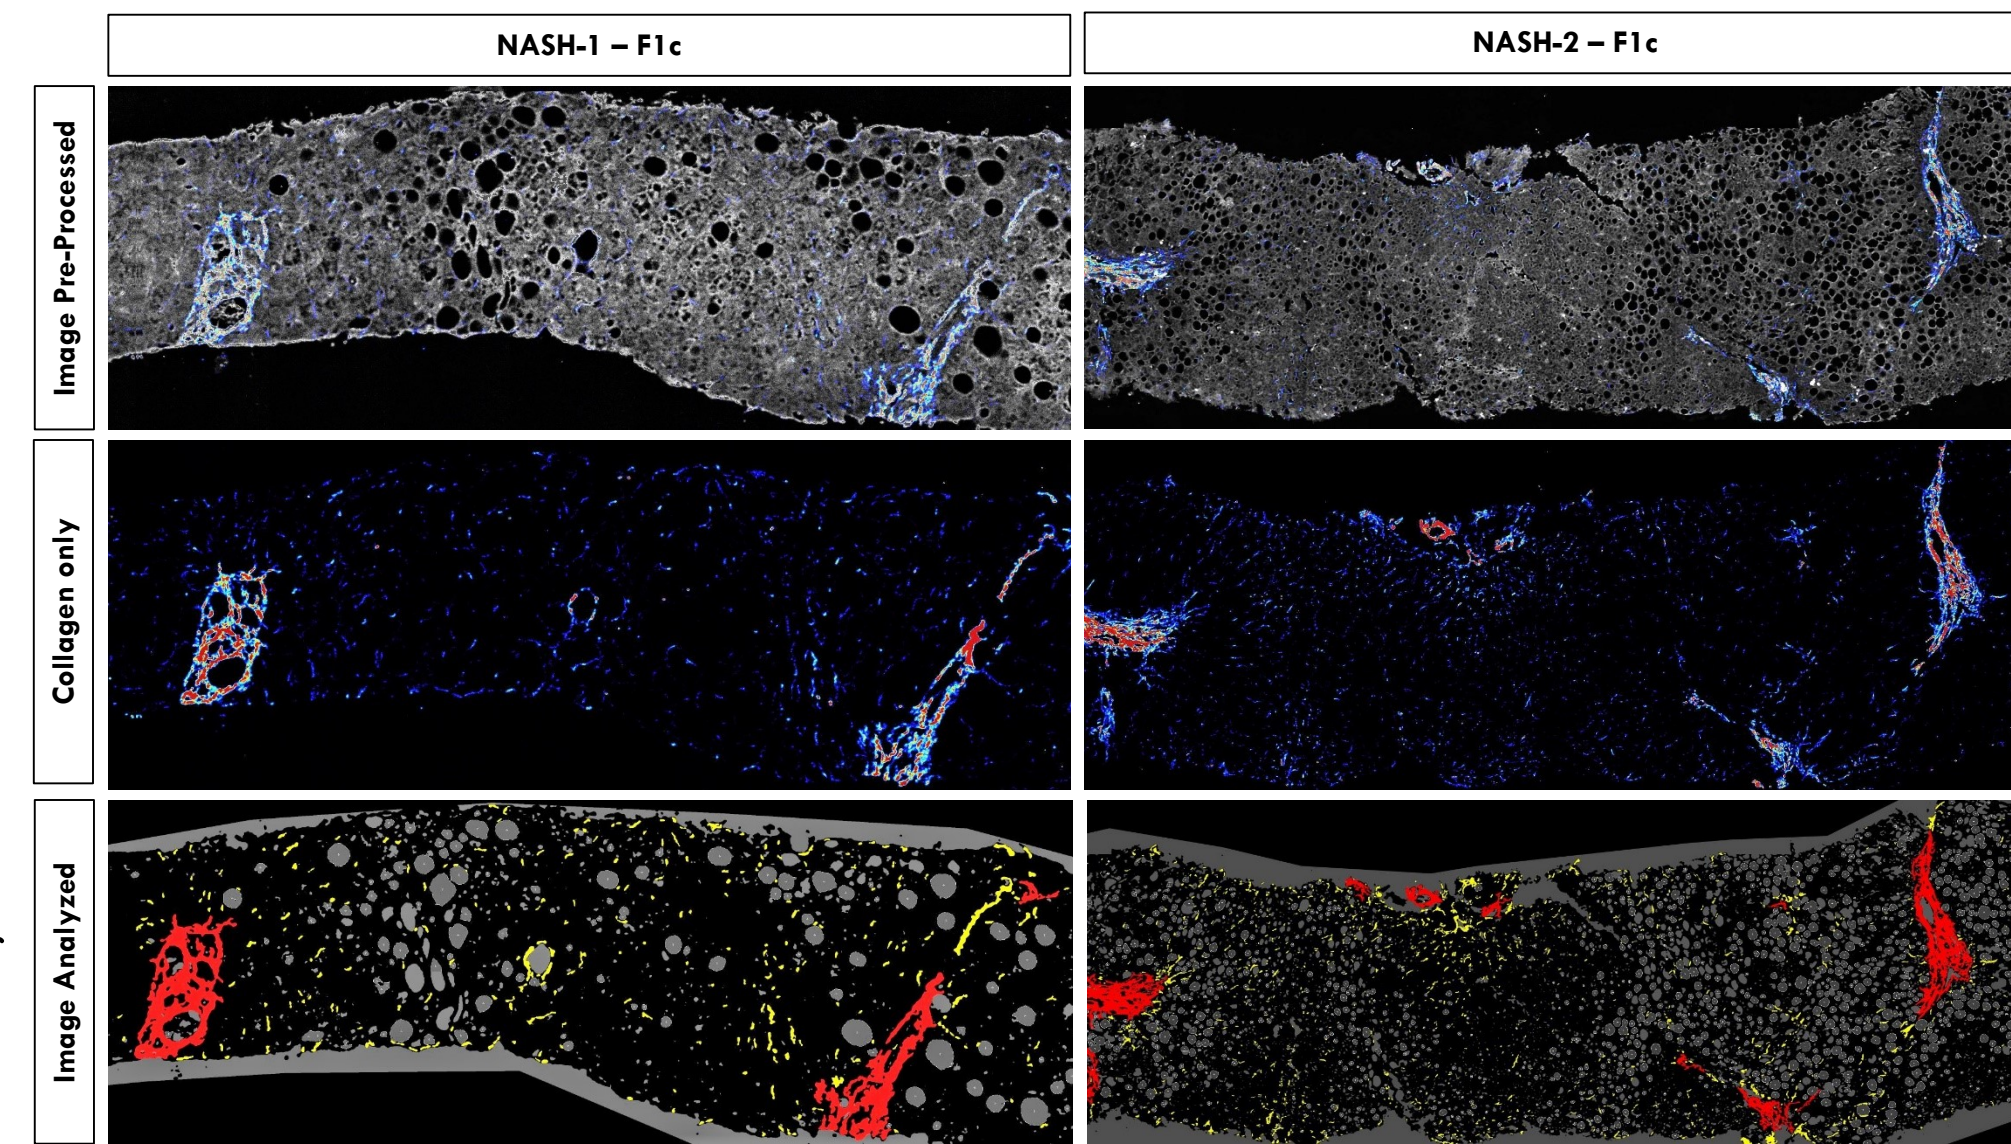 NASH-1 – F1c
NASH-2 – F1c
Image Pre-Processed
Collagen only
Image Analyzed